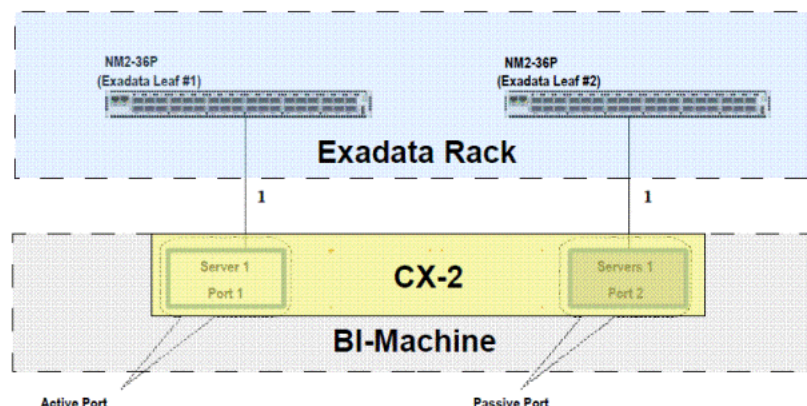 NM2-36P
(Exadata Leaf #1)
NM2-36P
(Exadata Leaf #2)
Exadata Rack
1
1
Server 1
Port 1
CX-2
Servers 1
Port 2
BI-Machine
Active Port
Passive Port